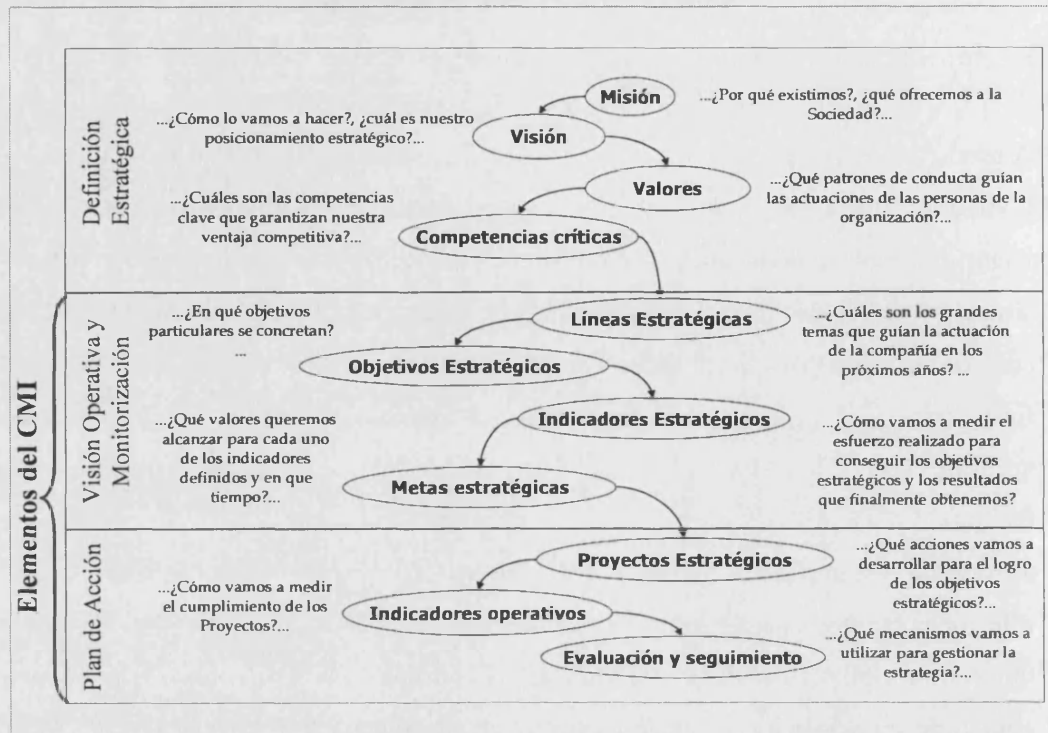 Elementos del CMI
Definición
Estratégica
Misión
...¿Por qué existimos?, ¿qué ofrecemos a la
Sociedad?...
...¿Cómo lo vamos a hacer?, ¿cuál es nuestro
posicionamiento estratégico?...
Visión
Valores
...¿Qué patrones de conducta guían
las actuaciones de las personas de la
organización?...
...¿Cuáles son las competencias
clave que garantizan nuestra
ventaja competitiva?...
Competencias críticas
Visión Operativa y
Monitorización
Líneas Estratégicas
...¿Cuáles son los grandes
temas que guían la actuación
de la compañía en los
próximos años? ...
...¿En qué objetivos
particulares se concretan?
...
Objetivos Estratégicos
Indicadores Estratégicos
...¿Cómo vamos a medir el
esfuerzo realizado para
conseguir los objetivos
estratégicos y los resultados
que finalmente obtenemos?
...¿Qué valores queremos
alcanzar para cada uno
de los indicadores
definidos y en que
tiempo?...
Metas estratégicas
Plan de Acción
Proyectos Estratégicos
...¿Qué acciones vamos a
desarrollar para el logro
de los objetivos
estratégicos?...
...¿Cómo vamos a medir
el cumplimiento de los
Proyectos?...
Indicadores operativos
Evaluación y seguimiento
...¿Qué mecanismos vamos a
utilizar para gestionar la
estrategia?...